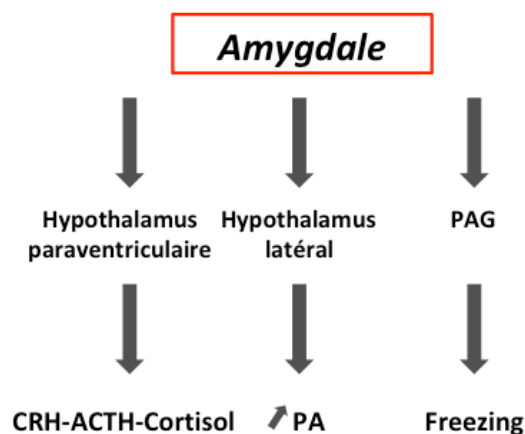 Amygdale
Hypothalamus Hypothalamus PAG
paraventriculaire latéral
CRH-ACTH-Cortisol PA Freezing